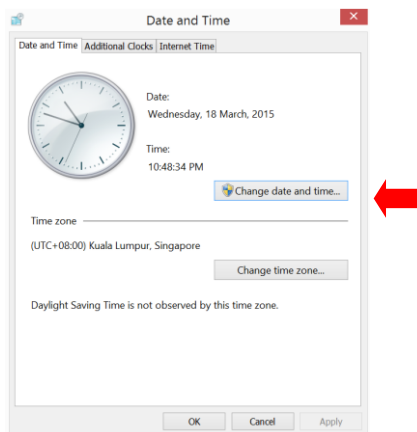 Date and Time
Date and Time Additional Clocks Internet Time
Date:
Wednesday, 18 March, 2015
Time:
10:48:34 PM
Change date and time...
Time zone
(UTC+08:00) Kuala Lumpur, Singapore
Change time zone...
Daylight Saving Time is not observed by this time zone.
OK Cancel Apply